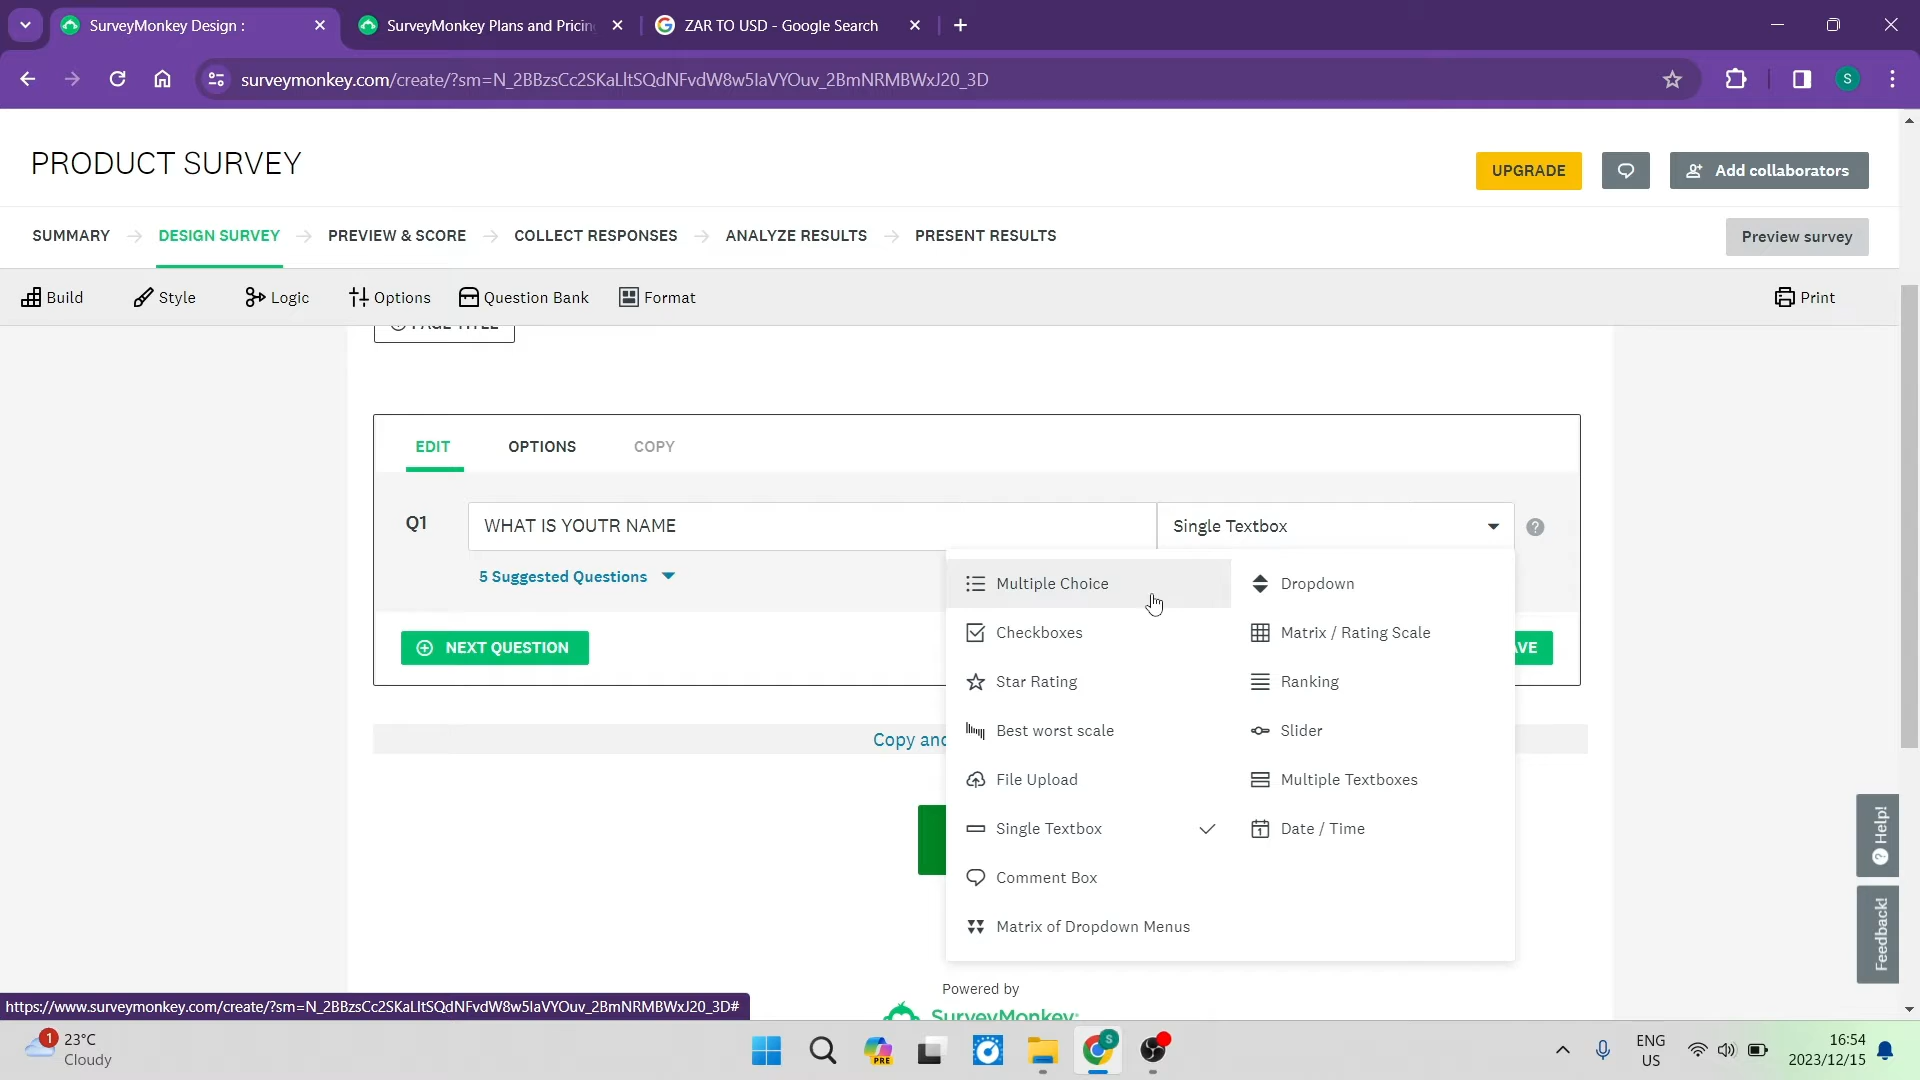 SurveyMonkey Design :
SurveyMonkey Plans and Pricin
ZAR TO USD - Google Search
surveymonkey.com/create/?sm=N_2BBzsCc2SKaLltSQdNFvdW8w5laVYOuv_2BmNRMBWxJ20_3D
S
PRODUCT SURVEY
UPGRADE
Add collaborators
SUMMARY
DESIGN SURVEY
PREVIEW & SCORE
COLLECT RESPONSES
ANALYZE RESULTS
PRESENT RESULTS
Preview survey
Build
Style
Logic
Options
Question Bank
Format
Print
PAGE TITLE
EDIT
OPTIONS
COPY
Q1
WHAT IS YOUTR NAME
Single Textbox
?
5 Suggested Questions
Multiple Choice
Dropdown
Checkboxes
Matrix / Rating Scale
Star Rating
Ranking
Best worst scale
Slider
File Upload
Multiple Textboxes
Single Textbox
Date / Time
Comment Box
Matrix of Dropdown Menus
NEXT QUESTION
AVE
Copy and
Help!
Feedback!
Powered by
SurveyMonkey
https://www.surveymonkey.com/create/?sm=N_2BBzsCc2SKaLltSQdNFvdW8w5laVYOuv_2BmNRMBWxJ20_3D#
1
23°C
Cloudy
PRE
S
ENG
US
16:54
2023/12/15